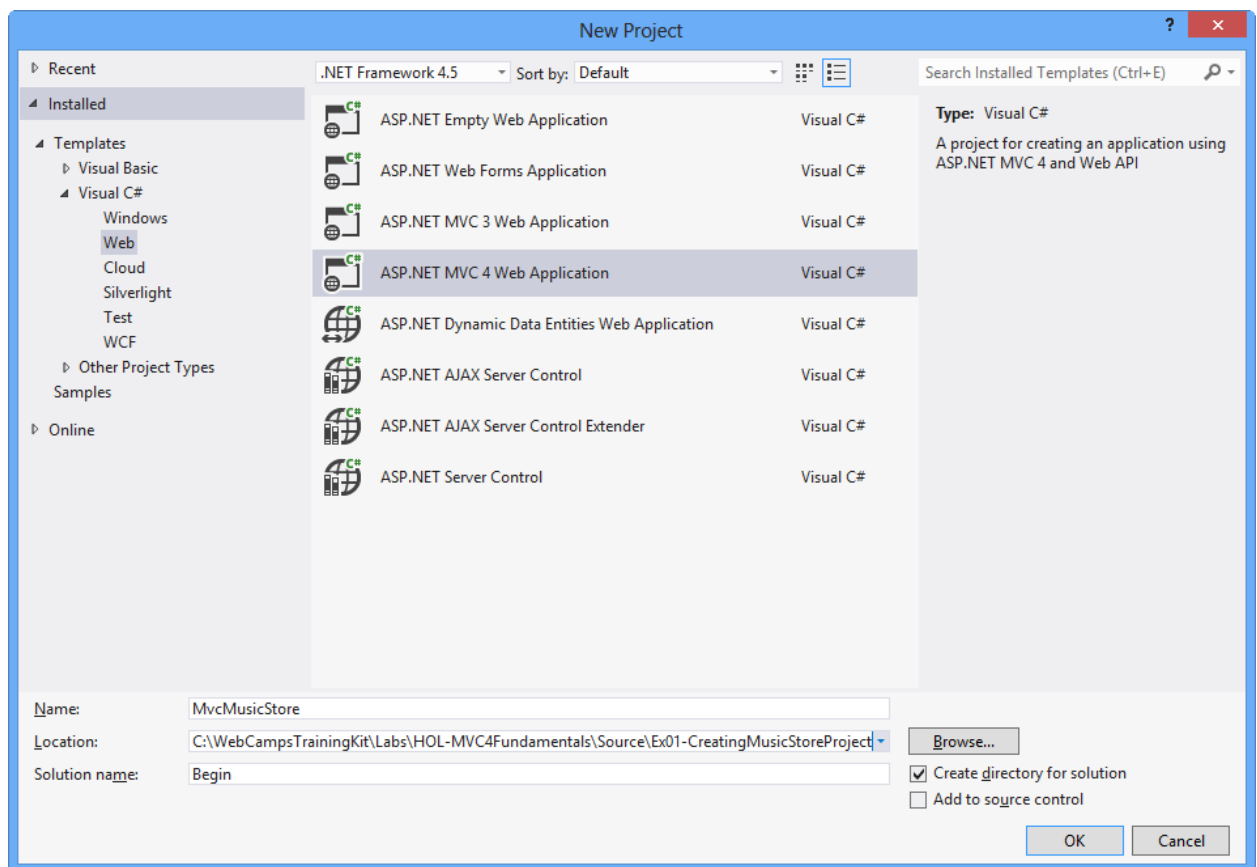 New Project
?
Recent
Installed
Templates
Visual Basic
Visual C#
Windows
Web
Cloud
Silverlight
Test
WCF
Other Project Types
Samples
Online
.NET Framework 4.5
Sort by: Default
C# ASP.NET Empty Web Application Visual C#
C# ASP.NET Web Forms Application Visual C#
C# ASP.NET MVC 3 Web Application Visual C#
C# ASP.NET MVC 4 Web Application Visual C#
C# ASP.NET Dynamic Data Entities Web Application Visual C#
C# ASP.NET AJAX Server Control Visual C#
C# ASP.NET AJAX Server Control Extender Visual C#
C# ASP.NET Server Control Visual C#
Search Installed Templates (Ctrl+E)
Type: Visual C#
A project for creating an application using
ASP.NET MVC 4 and Web API
Name: MvcMusicStore
Location: C:\WebCampsTrainingKit\Labs\HOL-MVC4Fundamentals\Source\Ex01-CreatingMusicStoreProject
Browse...
Solution name: Begin
Create directory for solution
Add to source control
OK
Cancel